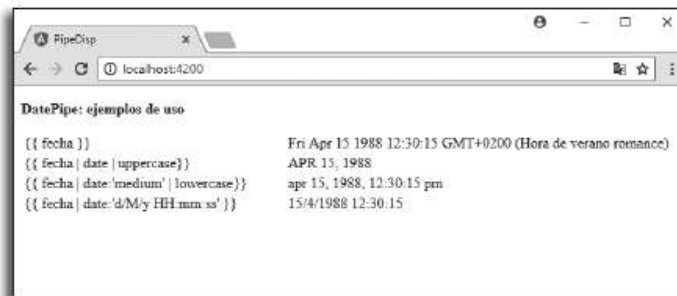 PipeDisp
localhost:4200
DatePipe: ejemplos de uso
{{ fecha }} Fri Apr 15 1988 12:30:15 GMT+0200 (Hora de verano romance)
{{ fecha | date | uppercase}} APR 15, 1988
{{ fecha | date:'medium' | lowercase}} apr 15, 1988, 12:30:15 pm
{{ fecha | date:'d/M/y HH:mm:ss' }} 15/4/1988 12:30:15